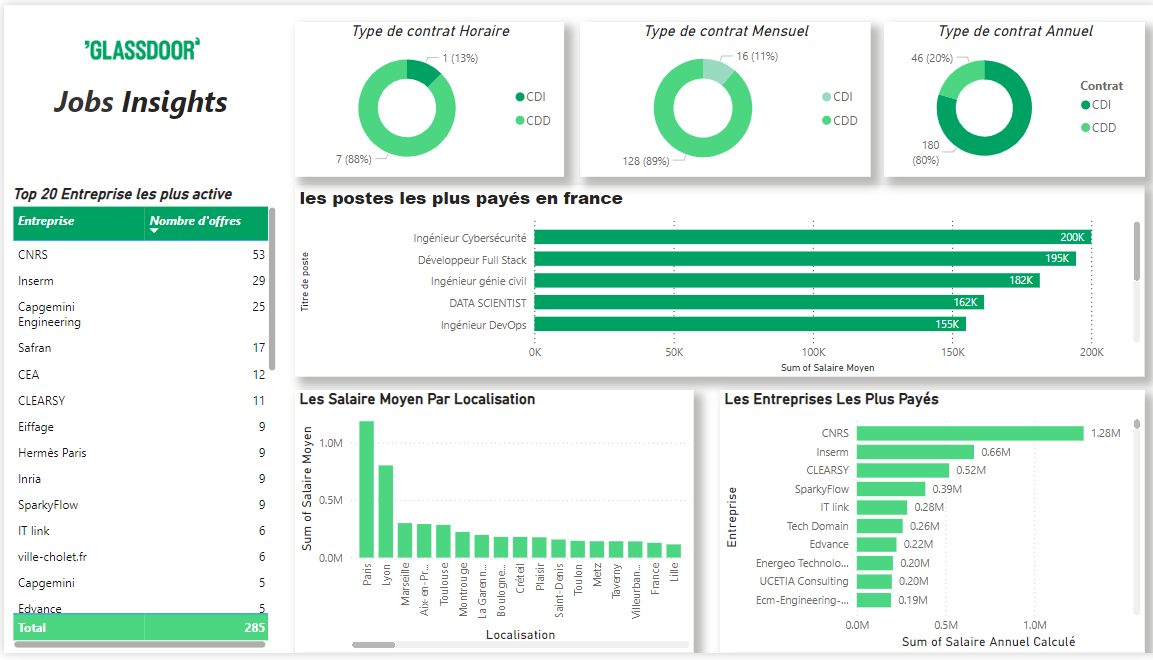 "GLASSDOOR"
Jobs Insights
Type de contrat Horaire
1 (13%)
7 (88%)
CDI
CDD
Type de contrat Mensuel
16 (11%)
128 (89%)
CDI
CDD
Type de contrat Annuel
46 (20%)
180
(80%)
Contrat
CDI
CDD
Top 20 Entreprise les plus active
Entreprise Nombre d'offres
CNRS 53
Inserm 29
Capgemini 25
Engineering
Safran 17
CEA 12
CLEARSY 11
Eiffage 9
Hermès Paris 9
Inria 9
SparkyFlow 9
IT link 6
ville-cholet.fr 6
Capgemini 5
Edvance 5
Total 285
les postes les plus payés en france
Titre de poste
Ingénieur Cybersécurité 200K
Développeur Full Stack 195K
Ingénieur génie civil 182K
DATA SCIENTIST 162K
Ingénieur DevOps 155K
0K 50K 100K 150K 200K
Sum of Salaire Moyen
Les Salaire Moyen Par Localisation
Sum of Salaire Moyen
1.0M
0.5M
0.0M
Paris
Lyon
Marseille
Aix-en-Pr...
Toulouse
Montrouge
La Garenn...
Boulogne...
Créteil
Plaisir
Saint-Denis
Toulon
Metz
Taverny
Villeurban...
France
Lille
Localisation
Les Entreprises Les Plus Payés
Entreprise
CNRS 1.28M
Inserm 0.66M
CLEARSY 0.52M
SparkyFlow 0.39M
IT link 0.28M
Tech Domain 0.26M
Edvance 0.22M
Energeo Technolo... 0.20M
UCETIA Consulting 0.20M
Ecm-Engineering-... 0.19M
0.0M 0.5M 1.0M
Sum of Salaire Annuel Calculé